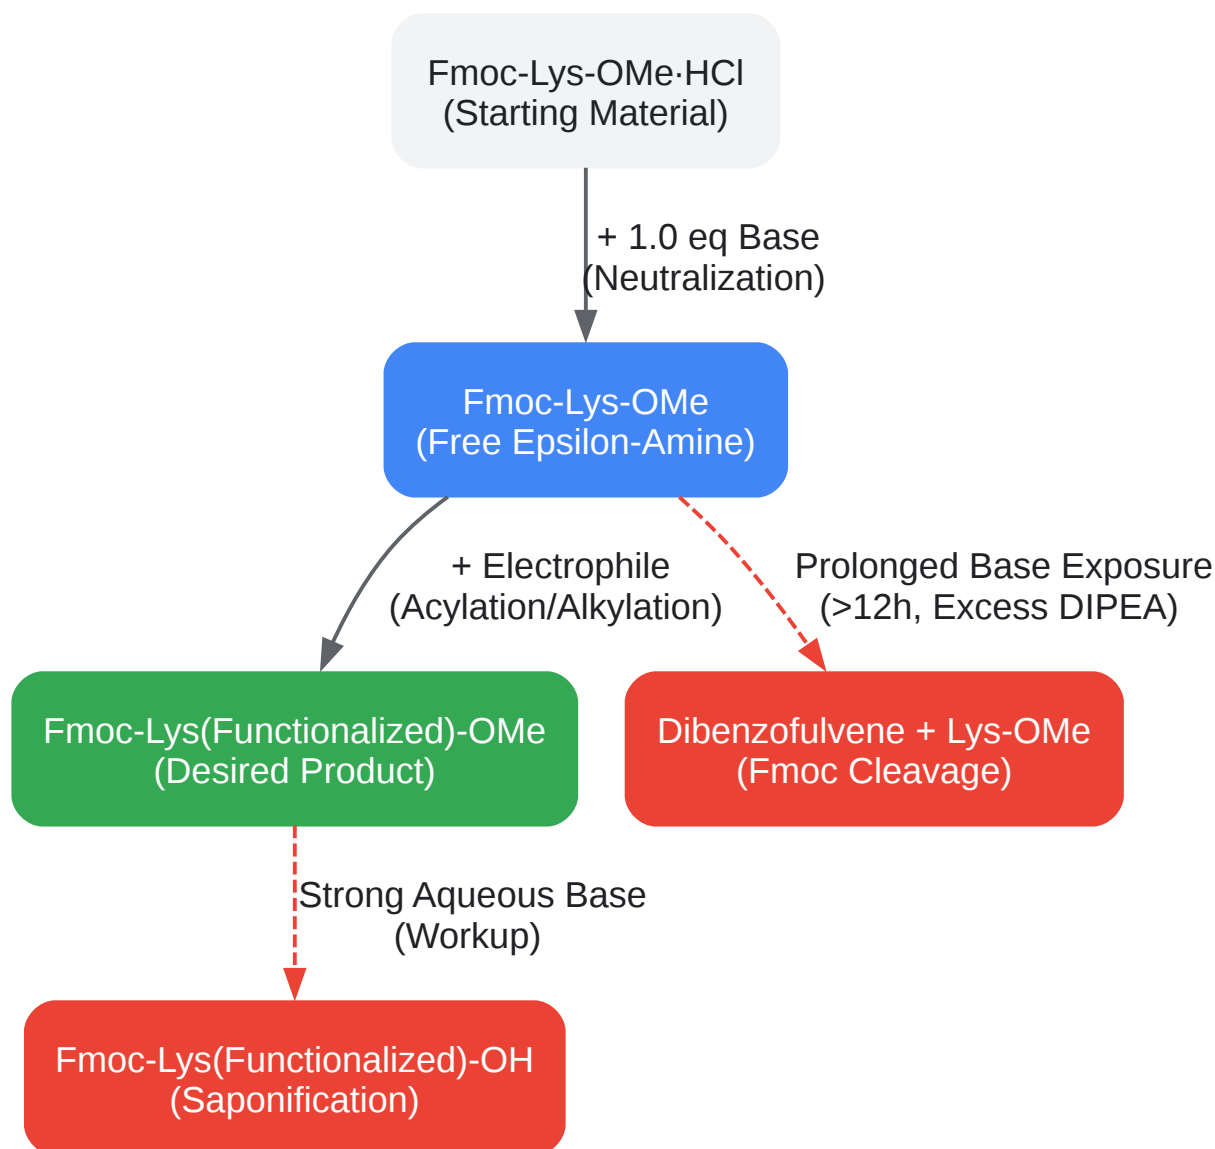 Fmoc-Lys-OMe·HCl
(Starting Material)
+ 1.0 eq Base
(Neutralization)
Fmoc-Lys-OMe
(Free Epsilon-Amine)
+ Electrophile
(Acylation/Alkylation)
Prolonged Base Exposure
(>12h, Excess DIPEA)
Fmoc-Lys(Functionalized)-OMe
(Desired Product)
Dibenzofulvene + Lys-OMe
(Fmoc Cleavage)
Strong Aqueous Base
(Workup)
Fmoc-Lys(Functionalized)-OH
(Saponification)